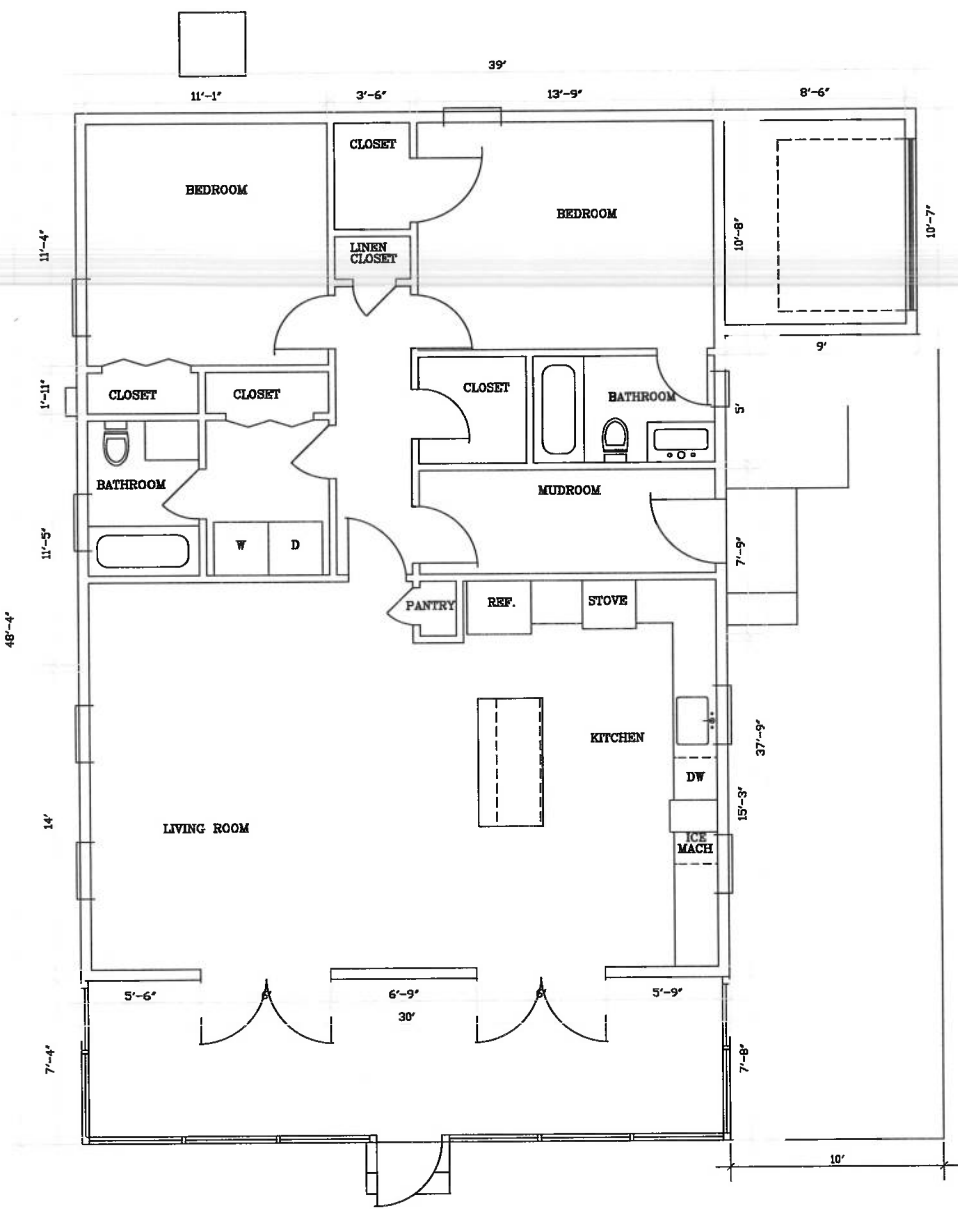 39'
11'-1"
3'-6"
13'-9"
8'-6"
CLOSET
BEDROOM
BEDROOM
11'-4"
10'-8"
10'-7"
LINEN
CLOSET
9'
1'-11"
CLOSET
CLOSET
CLOSET
BATHROOM
5'
BATHROOM
MUDROOM
11'-5"
W
D
7'-9"
PANTRY
REF.
STOVE
48'-4"
KITCHEN
37'-9"
DW
15'-3"
14'
LIVING ROOM
ICE
MACH
5'-6"
6'
6'-9"
6'
5'-9"
30'
7'-4"
7'-8"
10'